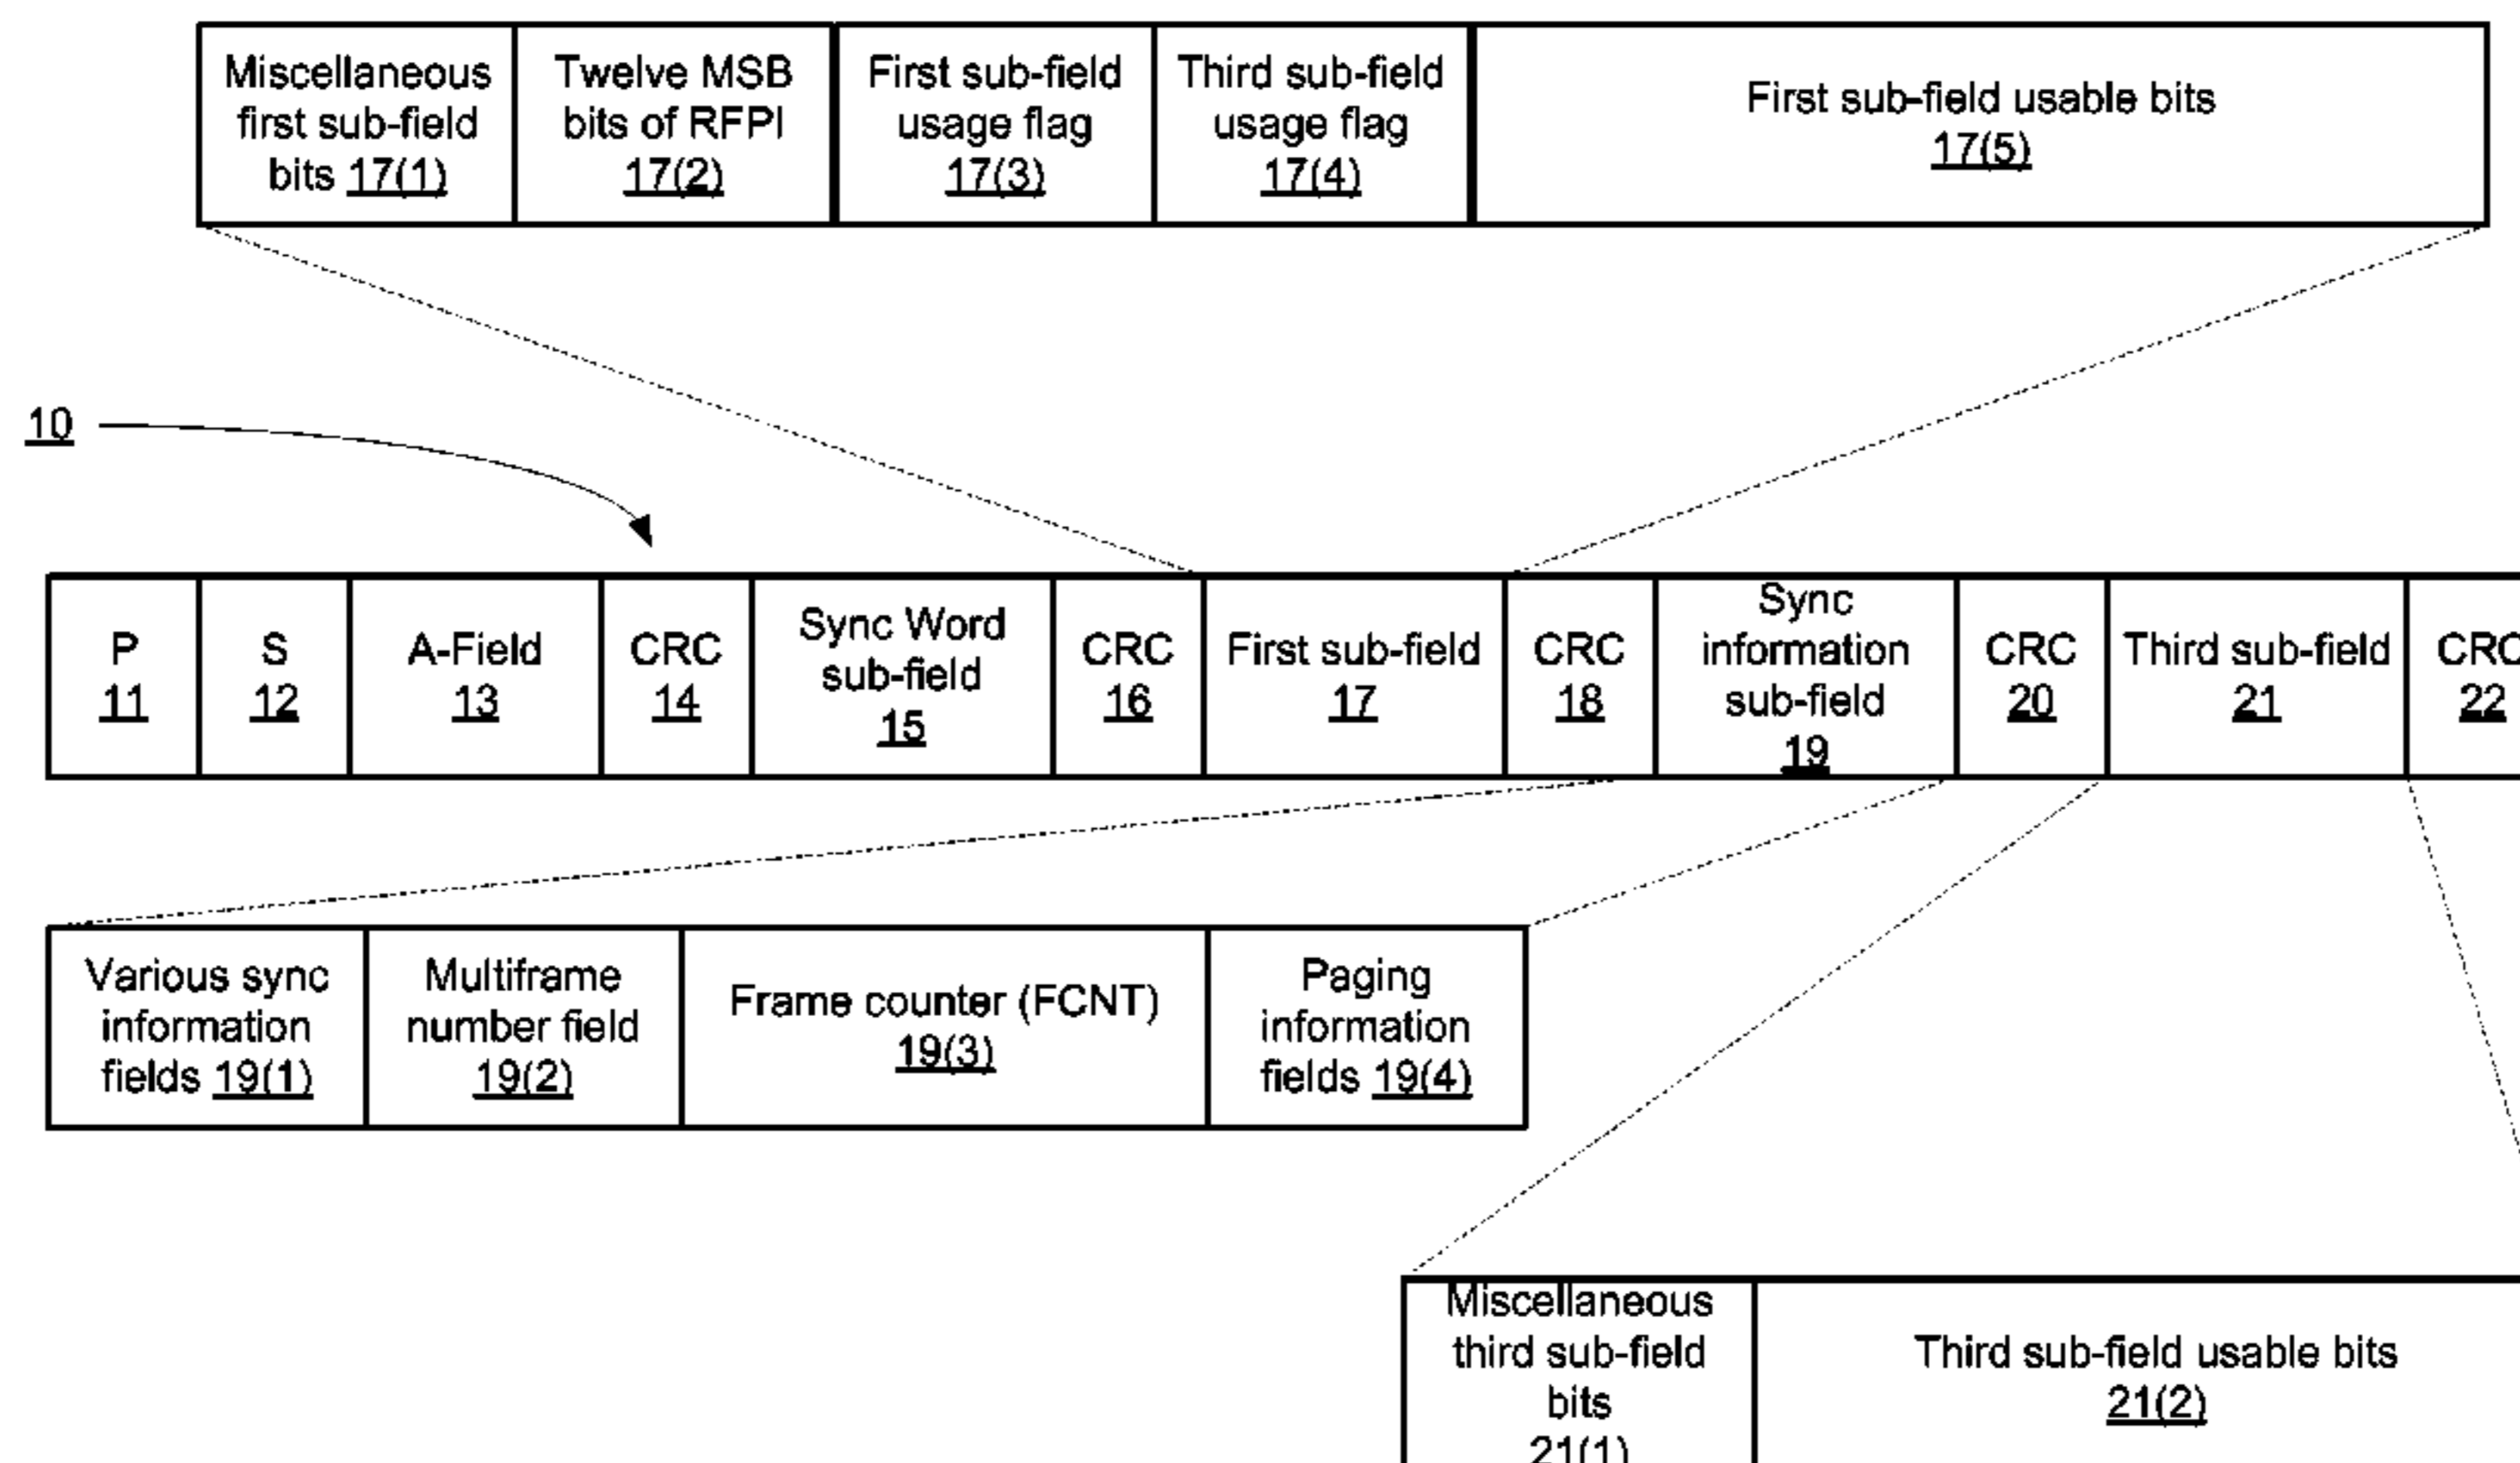 Miscellaneous
first sub-field
bits 17(1)
Twelve MSB
bits of RFPI
17(2)
First sub-field
usage flag
17(3)
Third sub-field
usage flag
17(4)
First sub-field usable bits
17(5)
10
P
11
S
12
A-Field
13
CRC
14
Sync Word
sub-field
15
CRC
16
First sub-field
17
CRC
18
Sync
information
sub-field
19
CRC
20
Third sub-field
21
CRC
22
Various sync
information
fields 19(1)
Multiframe
number field
19(2)
Frame counter (FCNT)
19(3)
Paging
information
fields 19(4)
Miscellaneous
third sub-field
bits
21(1)
Third sub-field usable bits
21(2)